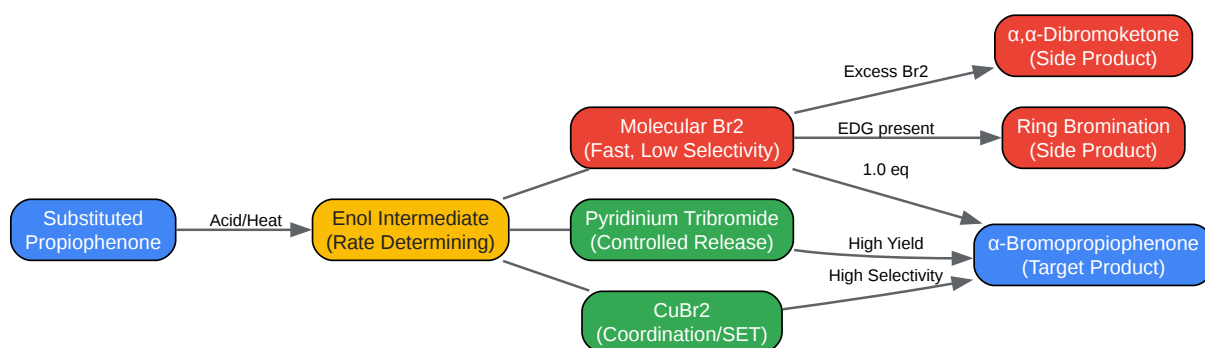 Substituted
Propiophenone
Acid/Heat
Enol Intermediate
(Rate Determining)
Molecular Br2
(Fast, Low Selectivity)
Pyridinium Tribromide
(Controlled Release)
CuBr2
(Coordination/SET)
Excess Br2
EDG present
1.0 eq
High Yield
High Selectivity
α,α-Dibromoketone
(Side Product)
Ring Bromination
(Side Product)
α-Bromopropiophenone
(Target Product)